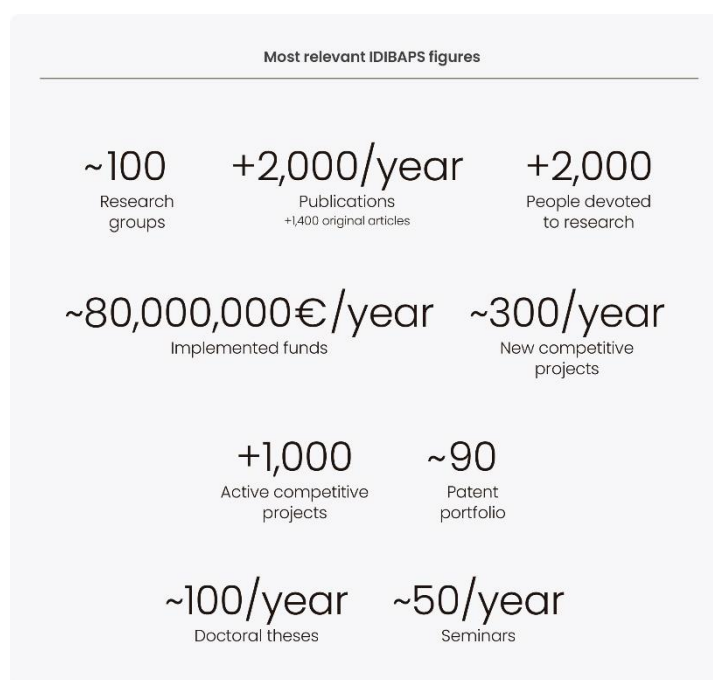 Most relevant IDIBAPS figures
~100
Research
groups
+2,000/year
Publications
+1,400 original articles
+2,000
People devoted
to research
~80,000,000€/year
Implemented funds
~300/year
New competitive
projects
+1,000
Active competitive
projects
~90
Patent
portfolio
~100/year
Doctoral theses
~50/year
Seminars